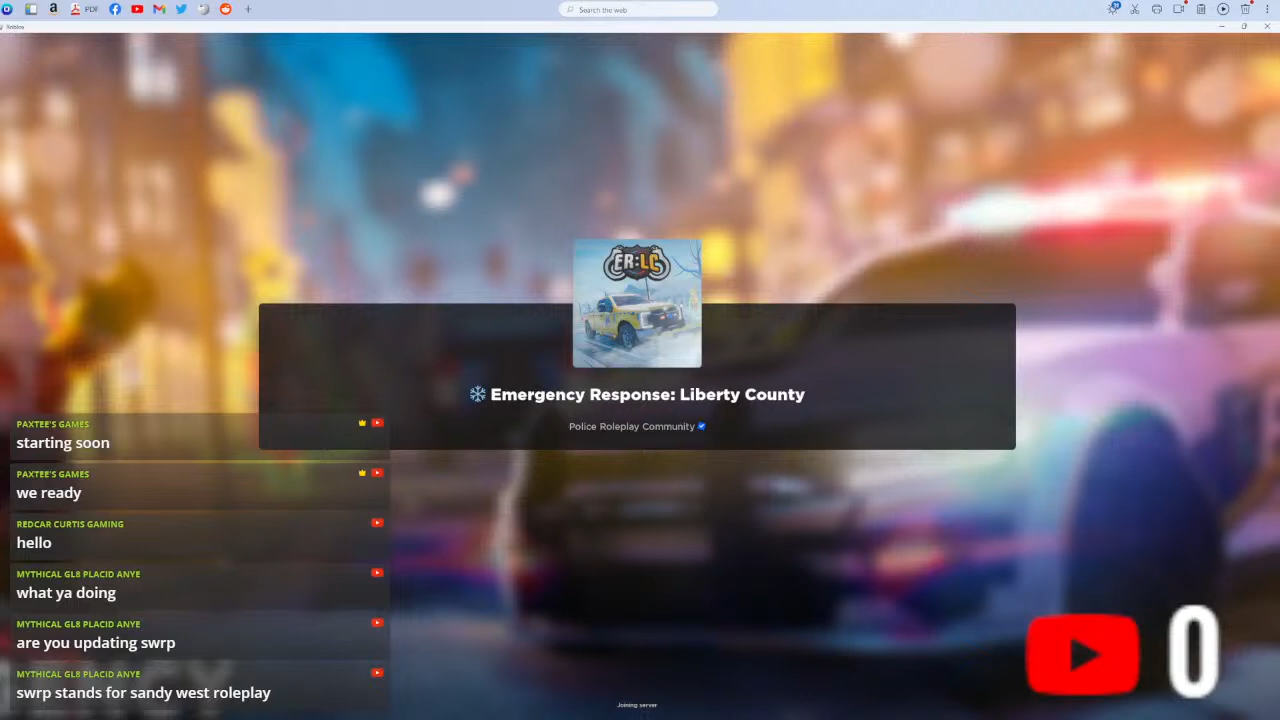 PDF
Search the web
Roblox
ER:LC
Emergency Response: Liberty County
Police Roleplay Community
PAXTEE'S GAMES
starting soon
PAXTEE'S GAMES
we ready
REDCAR CURTIS GAMING
hello
MYTHICAL GL8 PLACID ANYE
what ya doing
MYTHICAL GL8 PLACID ANYE
are you updating swrp
MYTHICAL GL8 PLACID ANYE
swrp stands for sandy west roleplay
0
Joining server